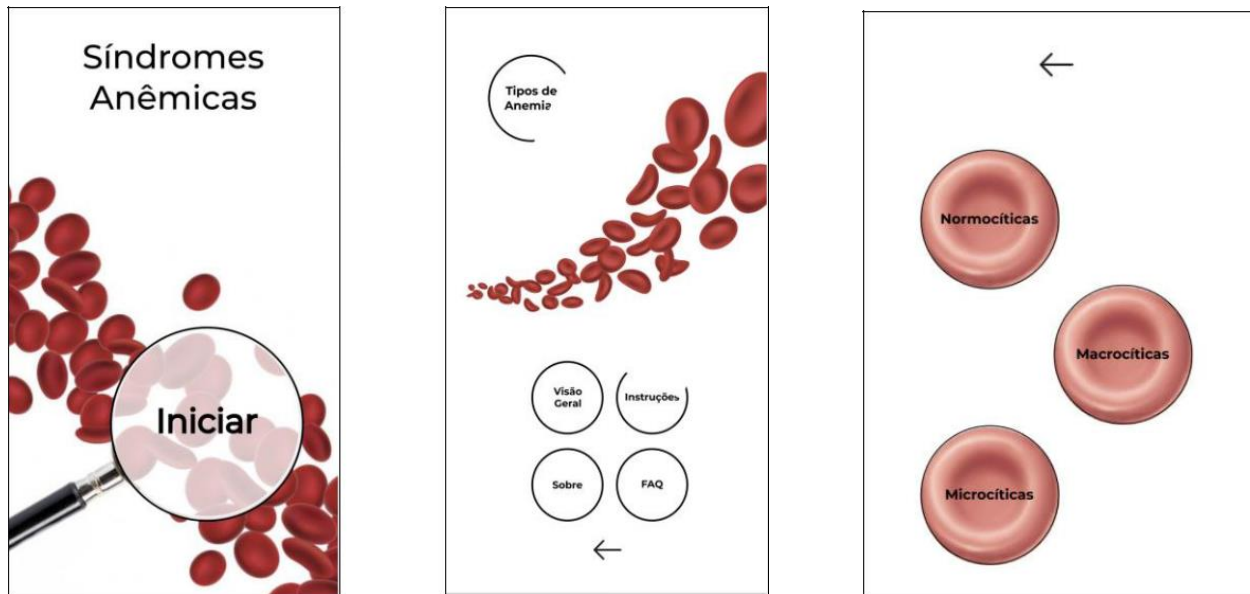 Síndromes
Anêmicas
Iniciar
Tipos de
Anemia
Visão
Geral
Instruções
Sobre
FAQ
Normocíticas
Macrocíticas
Microcíticas